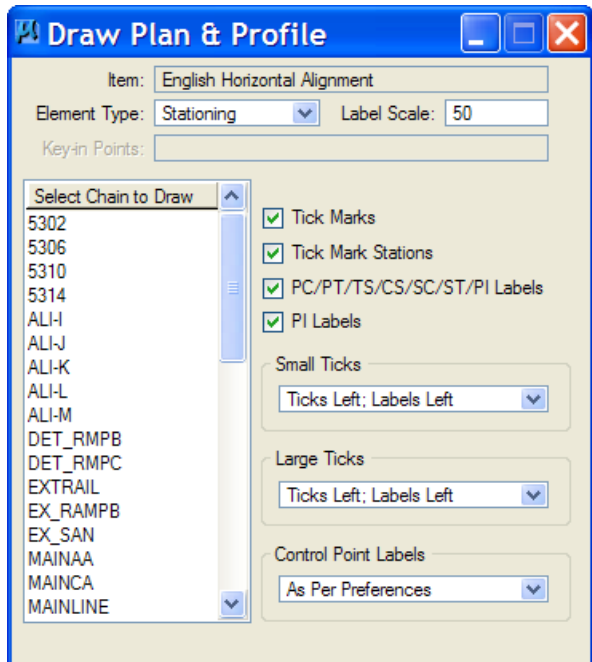 Draw Plan & Profile
Item: English Horizontal Alignment
Element Type: Stationing Label Scale: 50
Key-in Points:
Select Chain to Draw
5302
5306
5310
5314
ALI-I
ALI-J
ALI-K
ALI-L
ALI-M
DET_RMPB
DET_RMPC
EXTRAIL
EX_RAMPB
EX_SAN
MAINAA
MAINCA
MAINLINE
Tick Marks
Tick Mark Stations
PC/PT/TS/CS/SC/ST/PI Labels
PI Labels
Small Ticks
Ticks Left; Labels Left
Large Ticks
Ticks Left; Labels Left
Control Point Labels
As Per Preferences